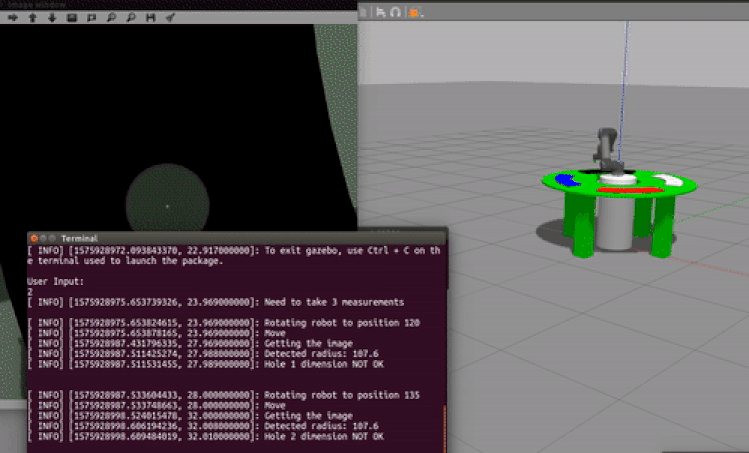 Image window
Terminal
[ INFO] [1575928972.093843370, 22.917000000]: To exit gazebo, use Ctrl + C on th
e terminal used to launch the package.
User Input:
2
[ INFO] [1575928975.653739326, 23.969000000]: Need to take 3 measurements
[ INFO] [1575928975.653824615, 23.969000000]: Rotating robot to position 120
[ INFO] [1575928975.653878165, 23.969000000]: Move
[ INFO] [1575928987.431796335, 27.969000000]: Getting the image
[ INFO] [1575928987.511425274, 27.988000000]: Detected radius: 107.6
[ INFO] [1575928987.511531455, 27.989000000]: Hole 1 dimension NOT OK
[ INFO] [1575928987.533604433, 28.000000000]: Rotating robot to position 135
[ INFO] [1575928987.533748663, 28.000000000]: Move
[ INFO] [1575928998.524015478, 32.000000000]: Getting the image
[ INFO] [1575928998.606194236, 32.008000000]: Detected radius: 107.6
[ INFO] [1575928998.609484019, 32.010000000]: Hole 2 dimension NOT OK